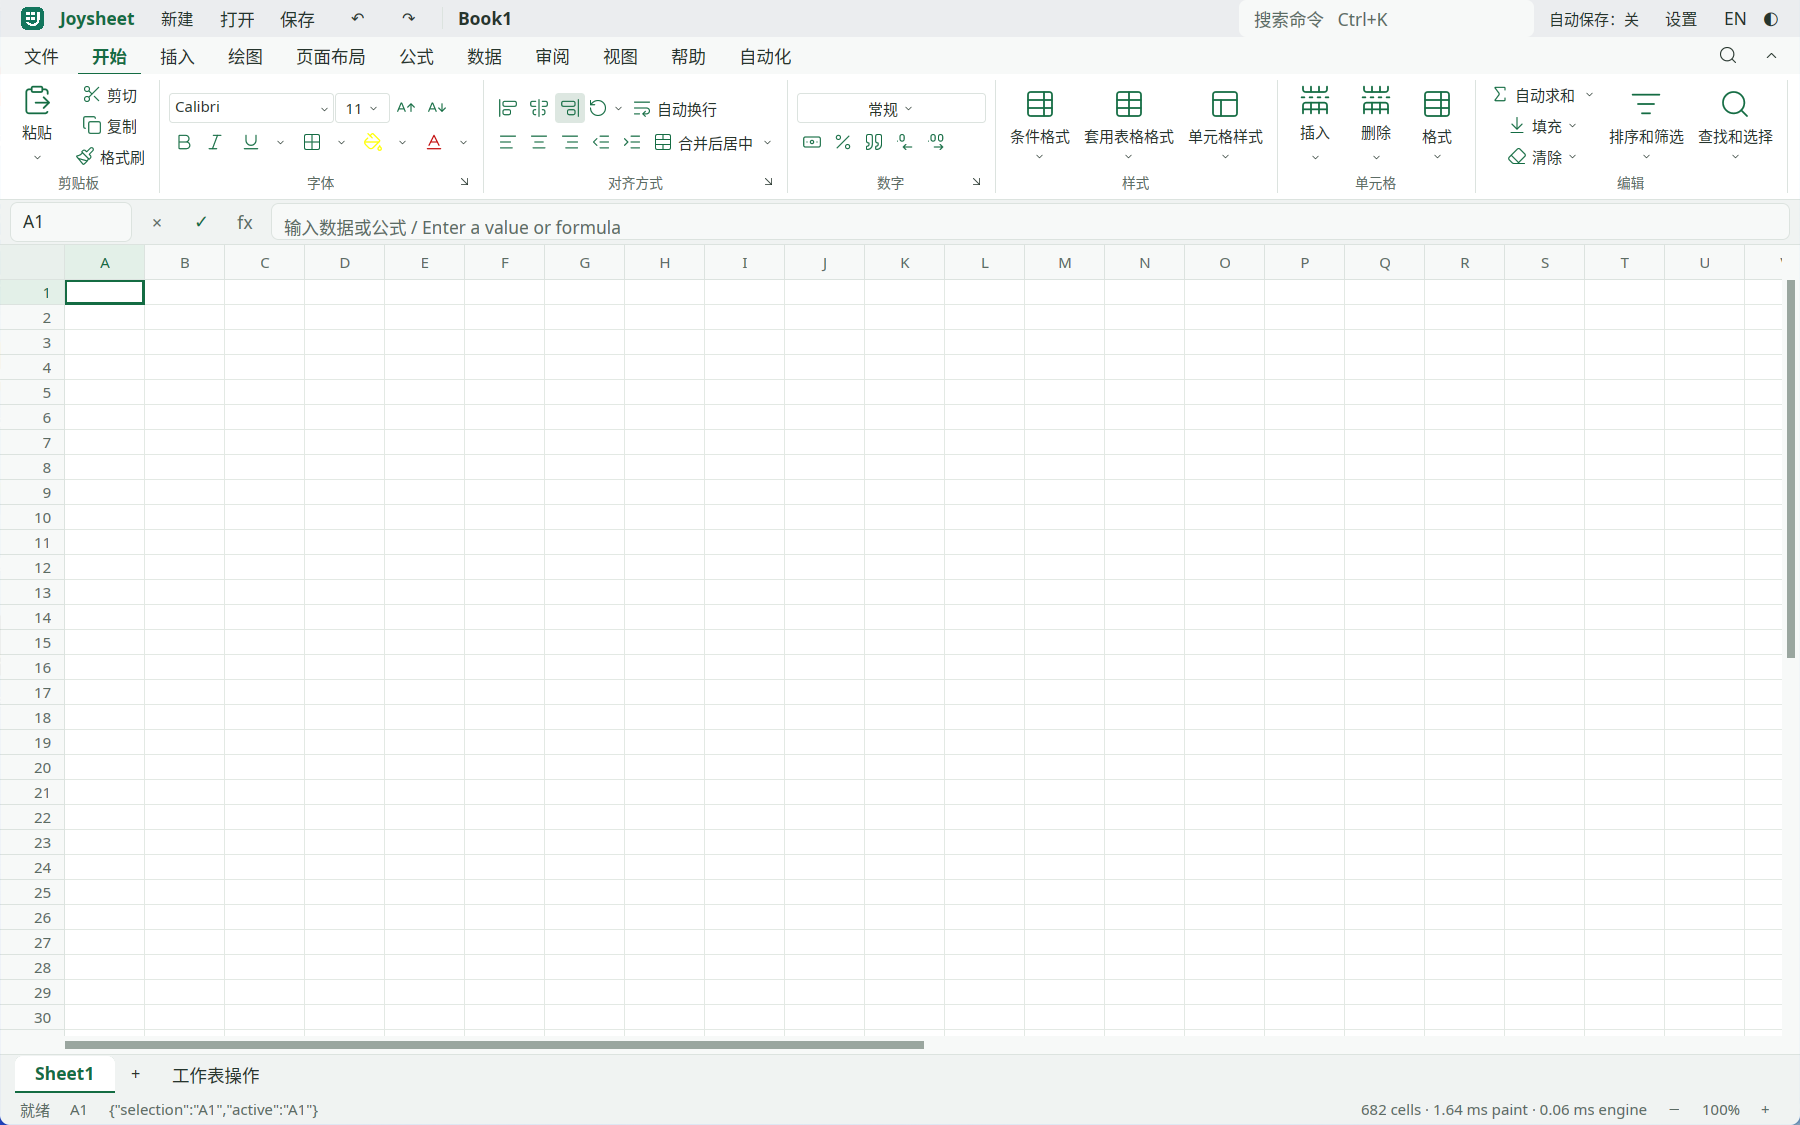 Joysheet 新建 打开 保存 Book1 搜索命令 Ctrl+K 自动保存：关 设置 EN
文件 开始 插入 绘图 页面布局 公式 数据 审阅 视图 帮助 自动化
粘贴 剪切 复制 格式刷 剪贴板
Calibri 11 字体
自动换行 合并后居中 对齐方式
常规 数字
条件格式 套用表格格式 单元格样式 样式
插入 删除 格式 单元格
自动求和 填充 清除 排序和筛选 查找和选择 编辑
A1 × ✓ fx 输入数据或公式 / Enter a value or formula
A B C D E F G H I J K L M N O P Q R S T U
1
2
3
4
5
6
7
8
9
10
11
12
13
14
15
16
17
18
19
20
21
22
23
24
25
26
27
28
29
30
Sheet1 + 工作表操作
就绪 A1 {"selection":"A1","active":"A1"} 682 cells · 1.64 ms paint · 0.06 ms engine — 100% +